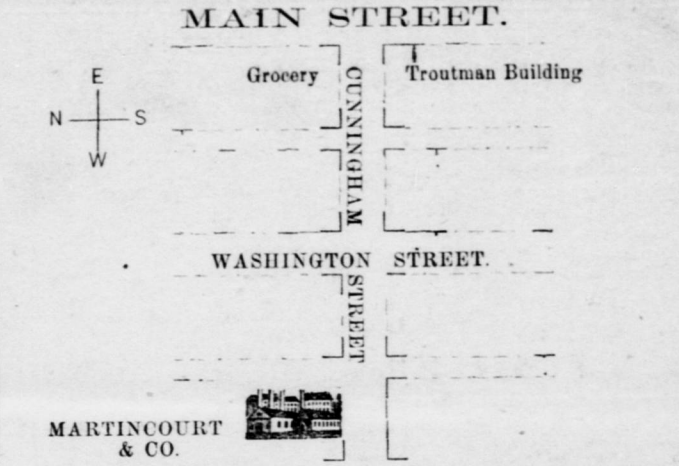 MAIN STREET.
Grocery
Troutman Building
E
N S
W
CUNNINGHAM
STREET
WASHINGTON STREET.
MARTINCOURT
& CO.